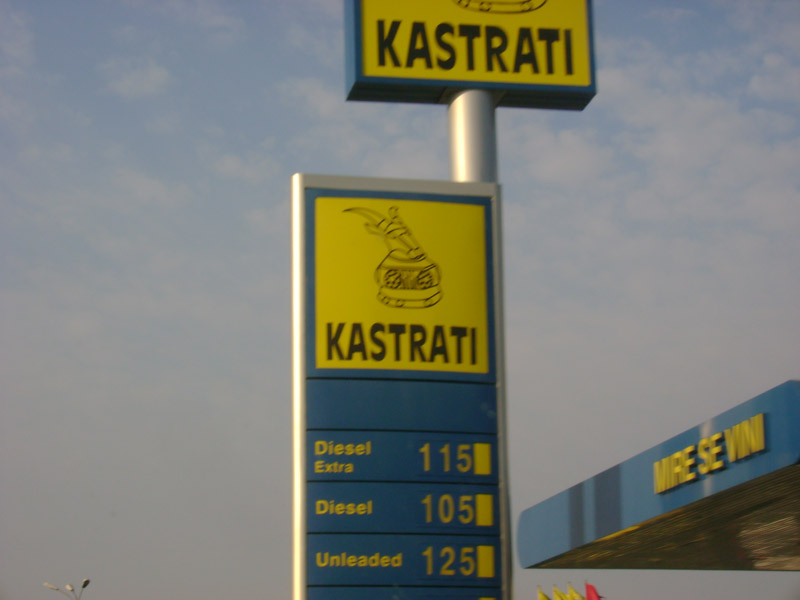 KASTRATI
KASTRATI
Diesel 115
Extra
Diesel 105
Unleaded 125
MIRE SE VINI